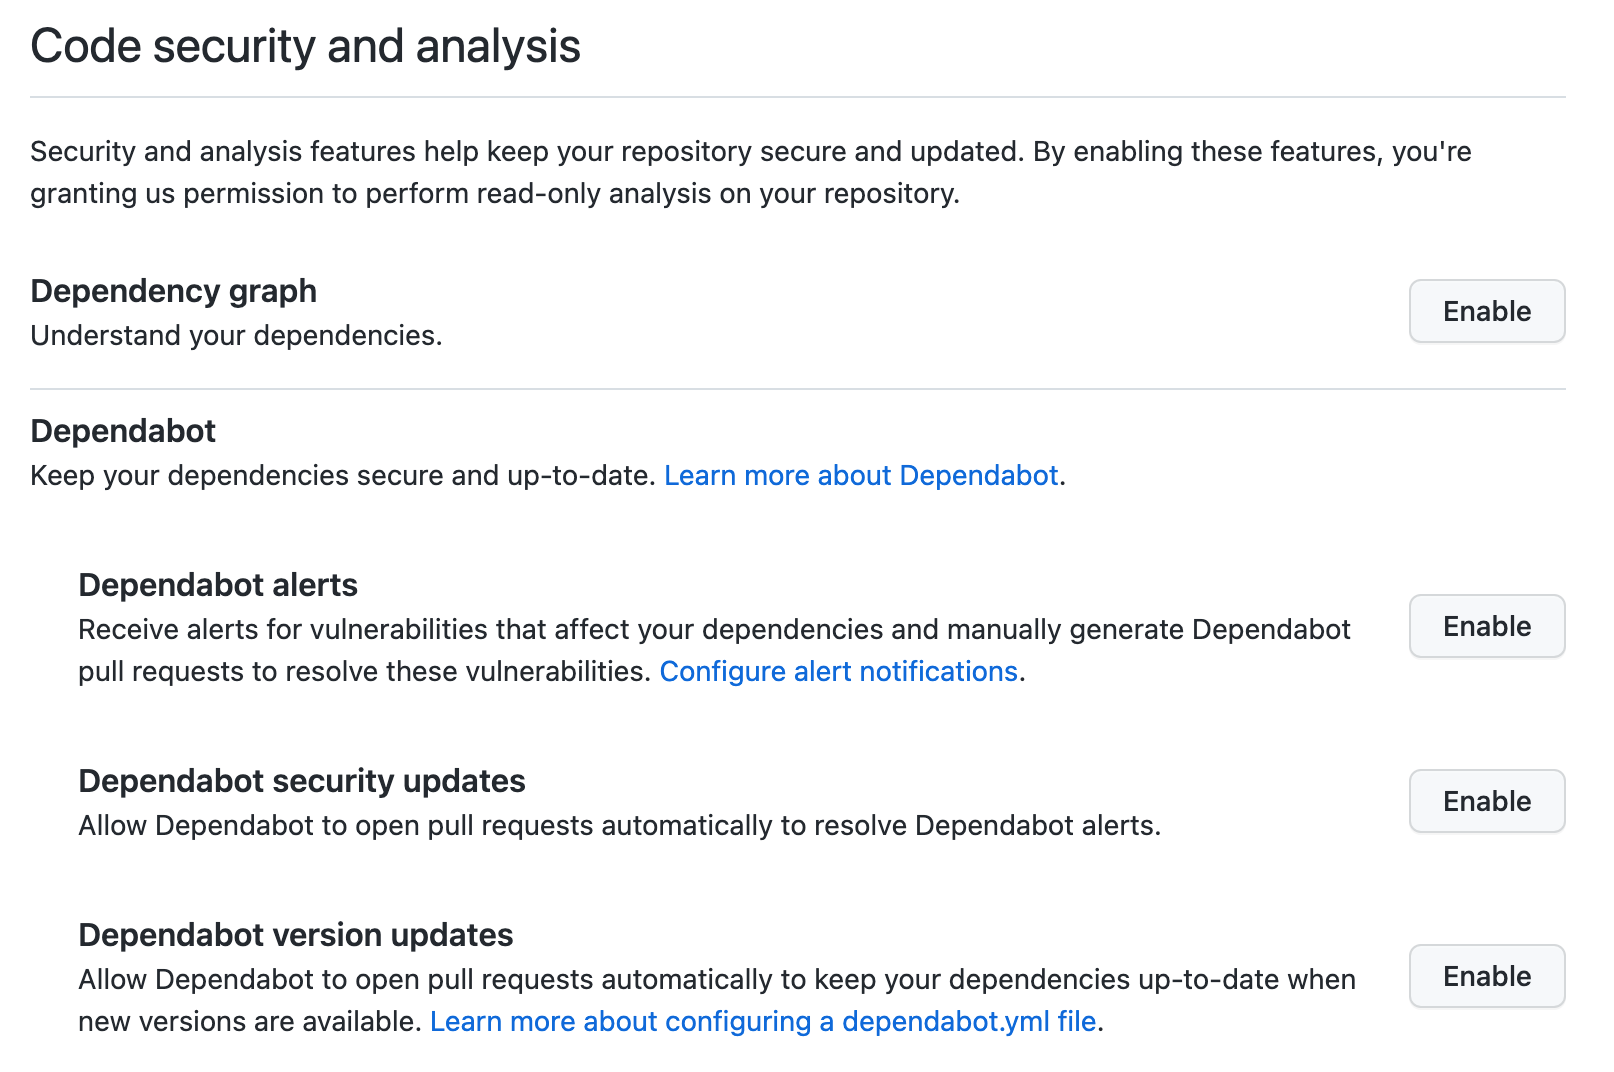 Code security and analysis
Security and analysis features help keep your repository secure and updated. By enabling these features, you're
granting us permission to perform read-only analysis on your repository.
Dependency graph
Understand your dependencies.
Enable
Dependabot
Keep your dependencies secure and up-to-date. Learn more about Dependabot.
Dependabot alerts
Receive alerts for vulnerabilities that affect your dependencies and manually generate Dependabot
pull requests to resolve these vulnerabilities. Configure alert notifications.
Enable
Dependabot security updates
Allow Dependabot to open pull requests automatically to resolve Dependabot alerts.
Enable
Dependabot version updates
Allow Dependabot to open pull requests automatically to keep your dependencies up-to-date when
new versions are available. Learn more about configuring a dependabot.yml file.
Enable